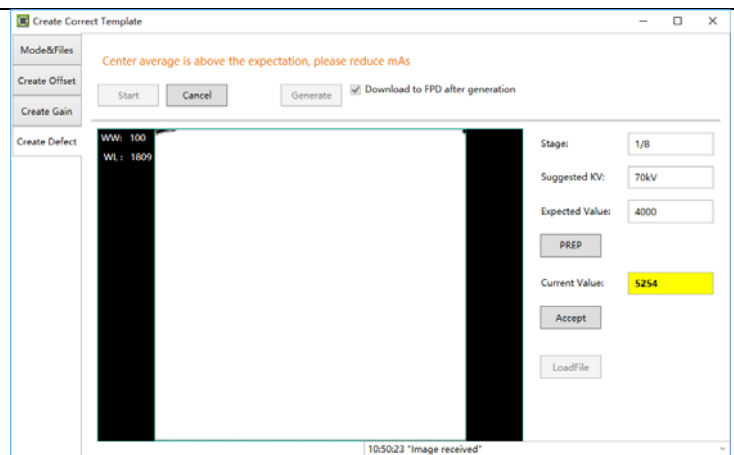 Create Correct Template
Mode&Files
Create Offset
Create Gain
Create Defect
Center average is above the expectation, please reduce mAs
Start
Cancel
Generate
Download to FPD after generation
WW: 100
WL: 1809
Stage:
1/8
Suggested KV:
70kV
Expected Value:
4000
PREP
Current Value:
5254
Accept
LoadFile
10:50:23 "Image received"